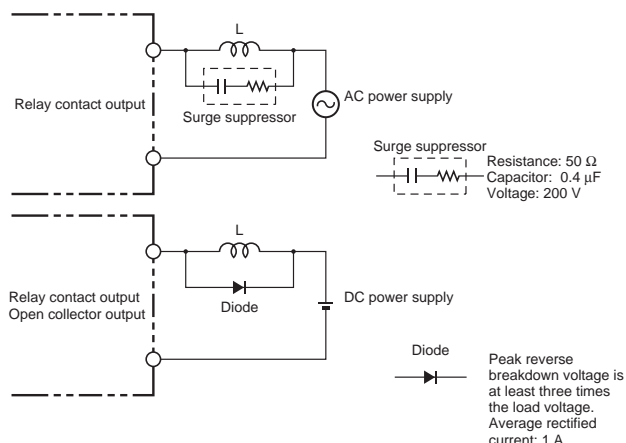 L
Relay contact output
AC power supply
Surge suppressor
Surge suppressor
Resistance: 50 Ω
Capacitor: 0.4 μF
Voltage: 200 V
L
Relay contact output
Open collector output
Diode
DC power supply
Diode
Peak reverse
breakdown voltage is
at least three times
the load voltage.
Average rectified
current: 1 A